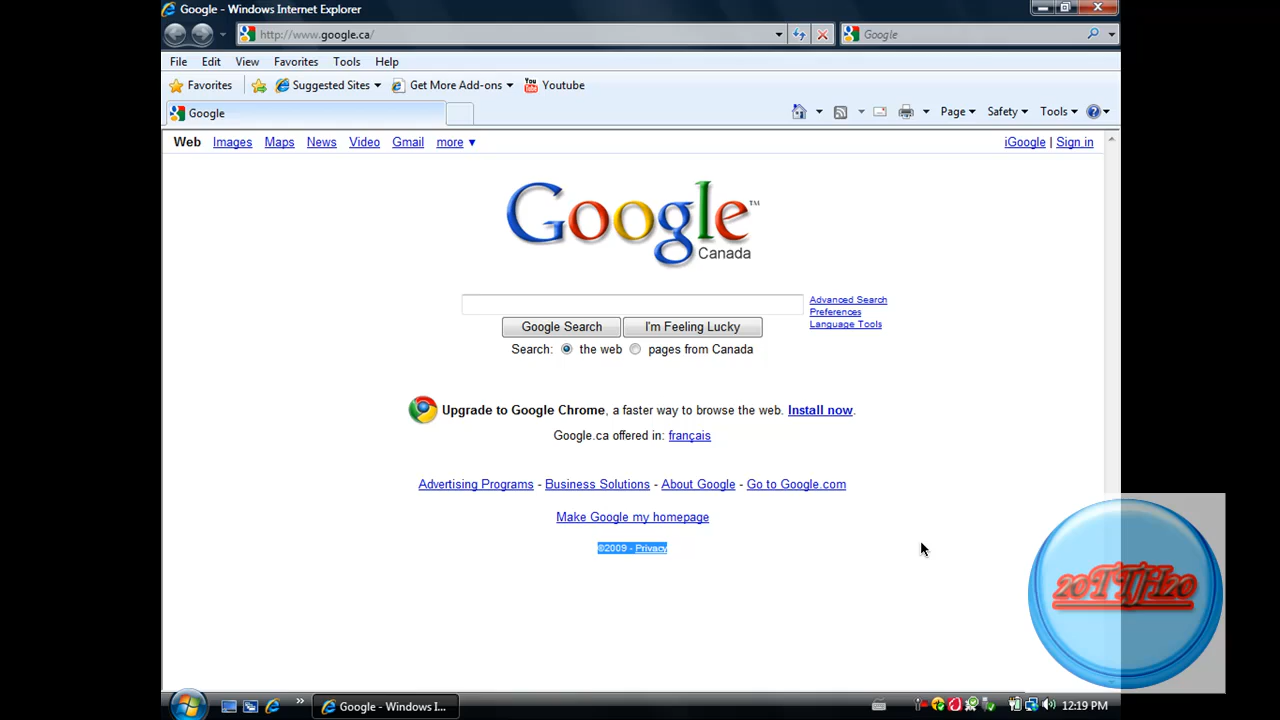 Google - Windows Internet Explorer
http://www.google.ca/
Google
File Edit View Favorites Tools Help
Favorites Suggested Sites Get More Add-ons Youtube
Google
Page Safety Tools
Web Images Maps News Video Gmail more ▼
iGoogle | Sign in
Google™
Canada
Advanced Search
Preferences
Language Tools
Google Search I'm Feeling Lucky
Search: the web pages from Canada
Upgrade to Google Chrome, a faster way to browse the web. Install now.
Google.ca offered in: français
Advertising Programs - Business Solutions - About Google - Go to Google.com
Make Google my homepage
©2009 - Privacy
Google - Windows I...
12:19 PM